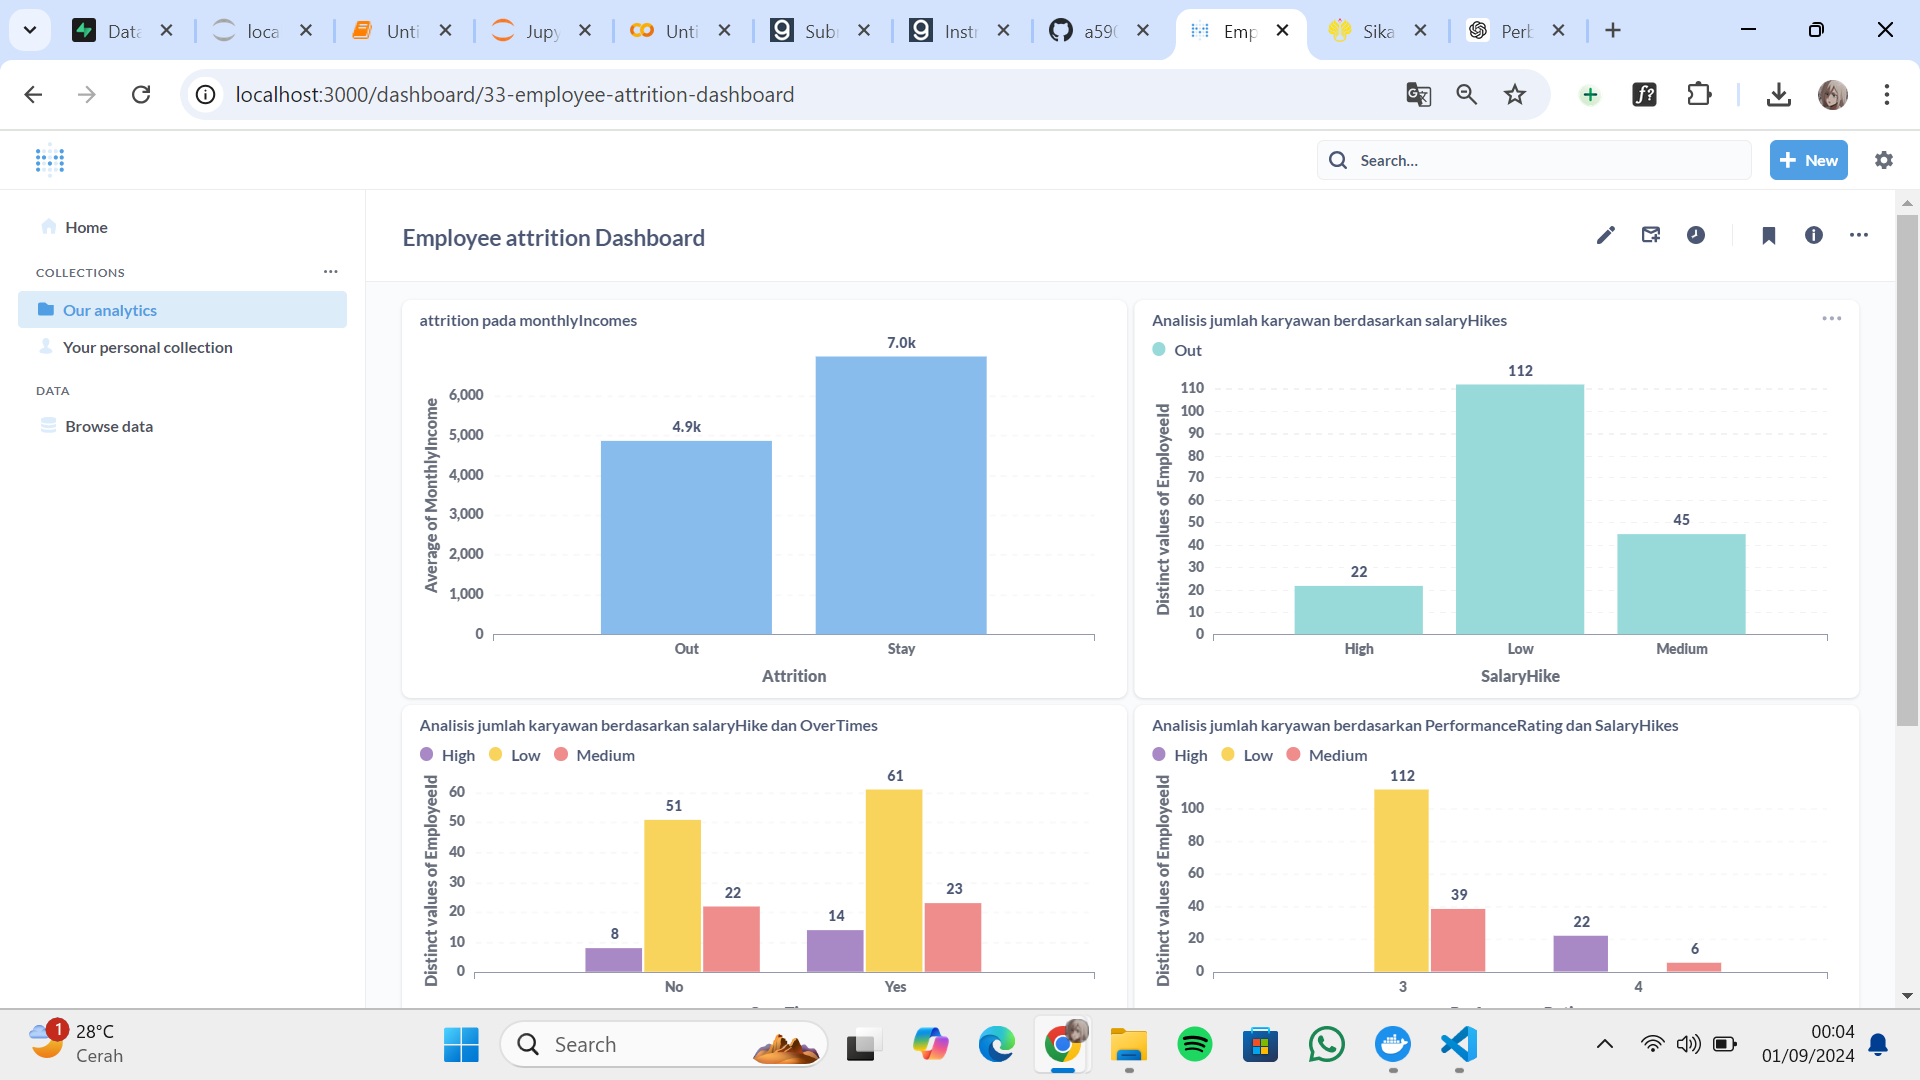 Data
loca
Unti
Jupy
Unti
Sub
Instr
a590
Emp
Sika
Perb
localhost:3000/dashboard/33-employee-attrition-dashboard
Search...
New
Home
COLLECTIONS
Our analytics
Your personal collection
DATA
Browse data
Employee attrition Dashboard
attrition pada monthlyIncomes
7.0k
4.9k
6,000
5,000
4,000
3,000
2,000
1,000
0
Average of MonthlyIncome
Out
Stay
Attrition
Analisis jumlah karyawan berdasarkan salaryHikes
Out
112
45
22
110
100
90
80
70
60
50
40
30
20
10
0
Distinct values of EmployeeId
High
Low
Medium
SalaryHike
Analisis jumlah karyawan berdasarkan salaryHike dan OverTimes
High
Low
Medium
61
51
22
23
14
8
60
50
40
30
20
10
0
Distinct values of EmployeeId
No
Yes
Analisis jumlah karyawan berdasarkan PerformanceRating dan SalaryHikes
High
Low
Medium
112
39
22
6
100
80
60
40
20
0
Distinct values of EmployeeId
3
4
1
28°C
Cerah
Search
00:04
01/09/2024